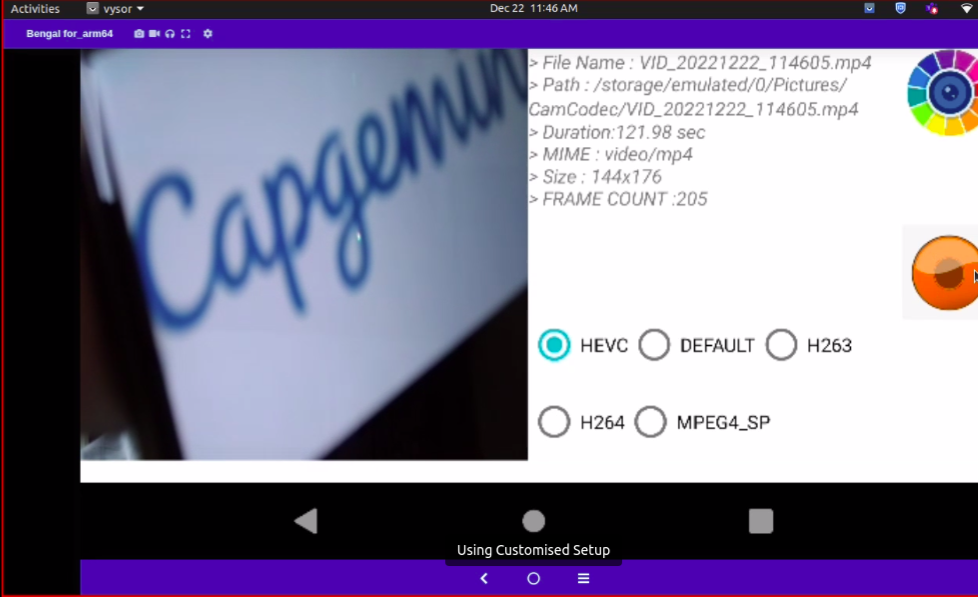 Activities
vysor
Dec 22 11:46 AM
Bengal for_arm64
Capgemin
> File Name : VID_20221222_114605.mp4
> Path : /storage/emulated/0/Pictures/
CamCodec/VID_20221222_114605.mp4
> Duration:121.98 sec
> MIME : video/mp4
> Size : 144x176
> FRAME COUNT :205
HEVC DEFAULT H263
H264 MPEG4_SP
Using Customised Setup